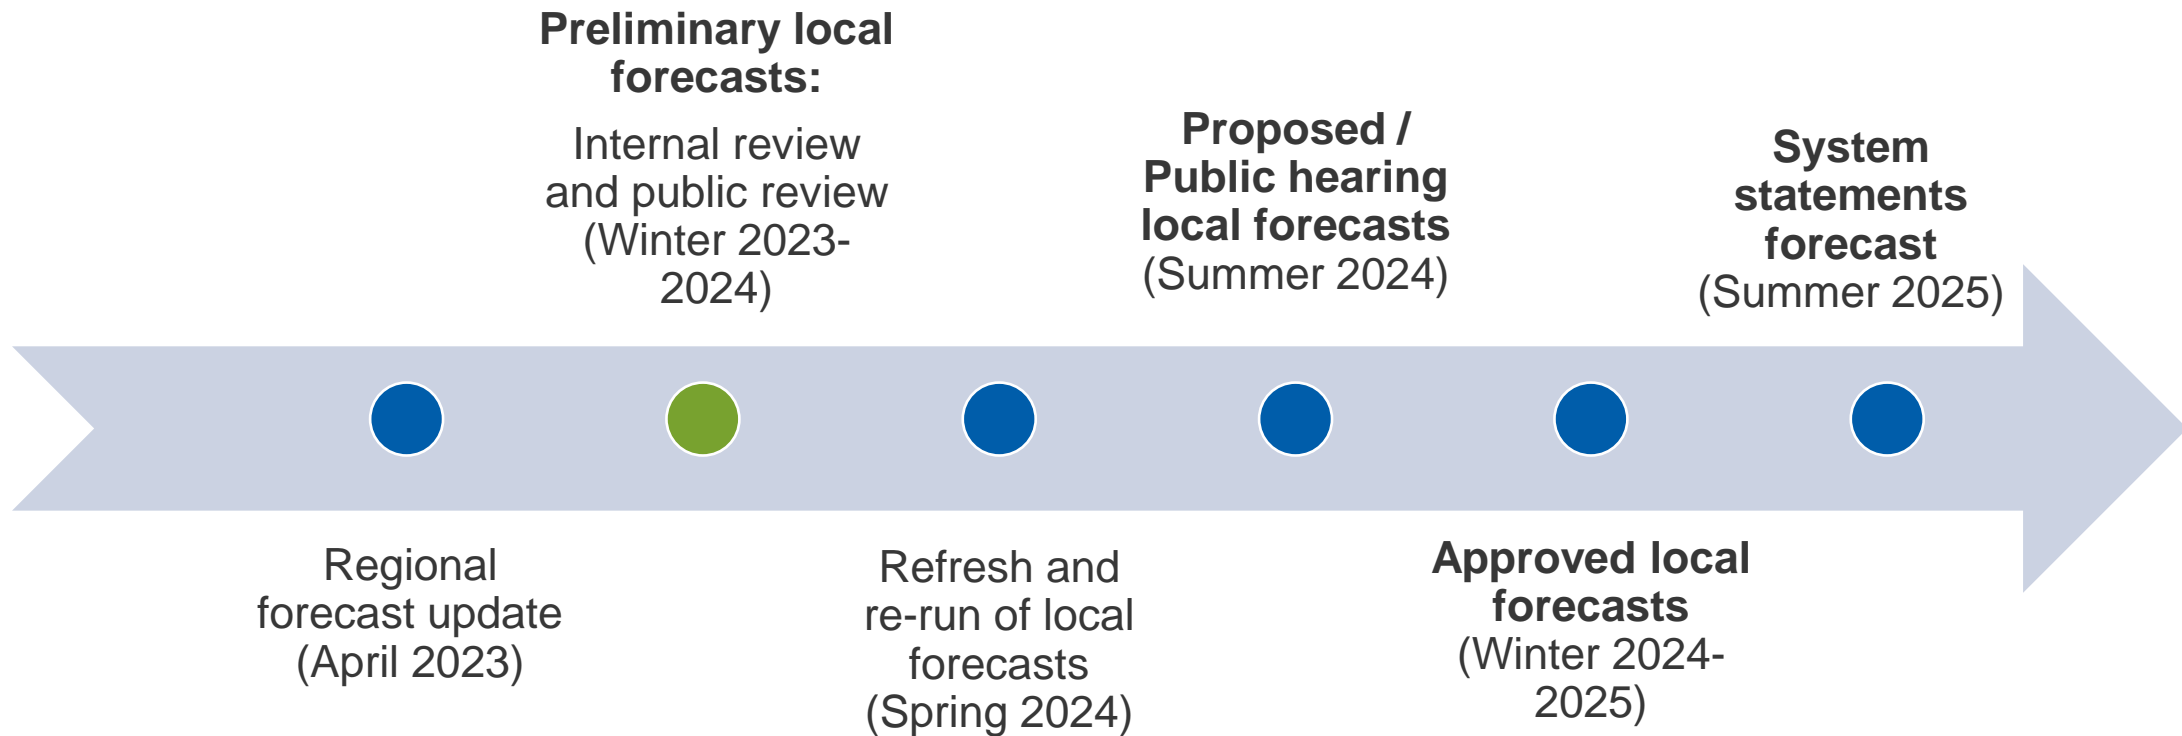 Preliminary local
forecasts:
Internal review
and public review
(Winter 2023-
2024)
Proposed /
Public hearing
local forecasts
(Summer 2024)
System
statements
forecast
(Summer 2025)
Regional
forecast update
(April 2023)
Refresh and
re-run of local
forecasts
(Spring 2024)
Approved local
forecasts
(Winter 2024-
2025)